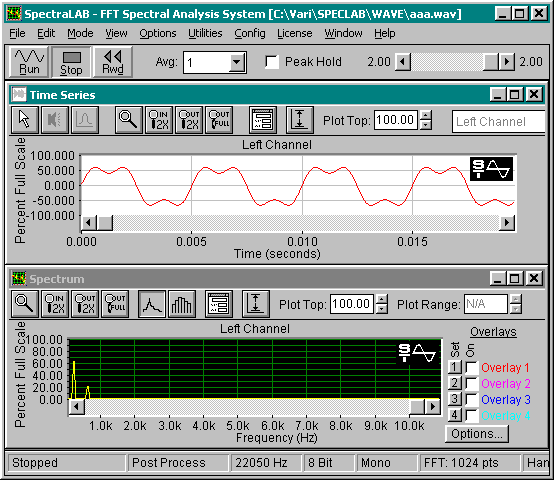 SpectraLAB - FFT Spectral Analysis System [C:\Vari\SPECLAB\WAVE\aaa.wav]
File Edit Mode View Options Utilities Config License Window Help
Run Stop Rwd Avg: 1 Peak Hold 2.00 2.00
Time Series
IN 2X OUT 2X OUT FULL Plot Top: 100.00 Left Channel
Left Channel
Percent Full Scale
100.000
50.000
0.000
-50.000
-100.000
0.000 0.005 0.010 0.015
Time (seconds)
Spectrum
IN 2X OUT 2X OUT FULL Plot Top: 100.00 Plot Range: N/A
Left Channel
Percent Full Scale
100.00
80.00
60.00
40.00
20.00
0.00
1.0k 2.0k 3.0k 4.0k 5.0k 6.0k 7.0k 8.0k 9.0k 10.0k
Frequency (Hz)
Overlays
Set On
1 Overlay 1
2 Overlay 2
3 Overlay 3
4 Overlay 4
Options...
Stopped Post Process 22050 Hz 8 Bit Mono FFT: 1024 pts Han